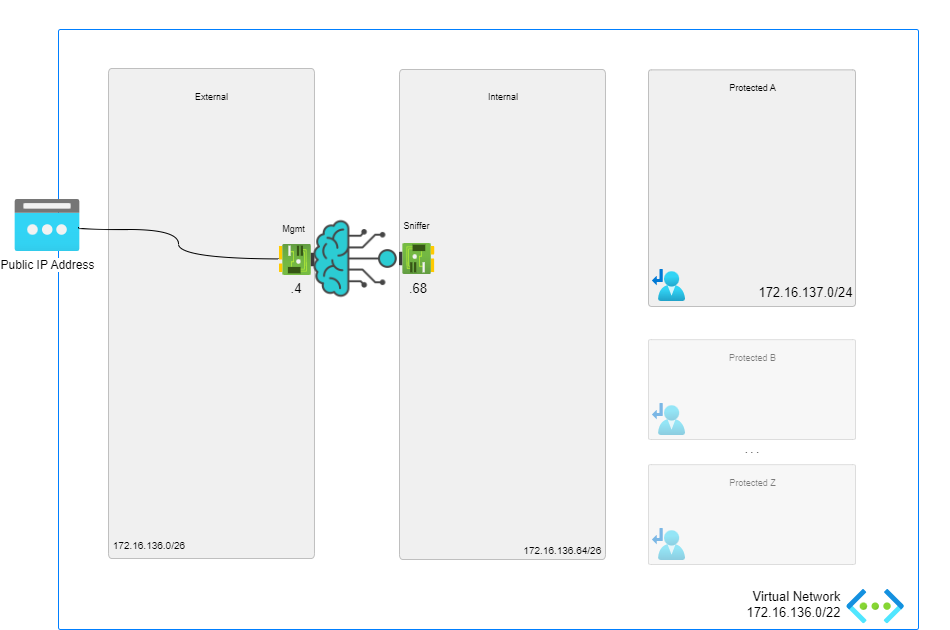 External
Internal
Protected A
Mgmt
Sniffer
Public IP Address
.4
.68
172.16.137.0/24
Protected B
...
Protected Z
172.16.136.0/26
172.16.136.64/26
Virtual Network
172.16.136.0/22